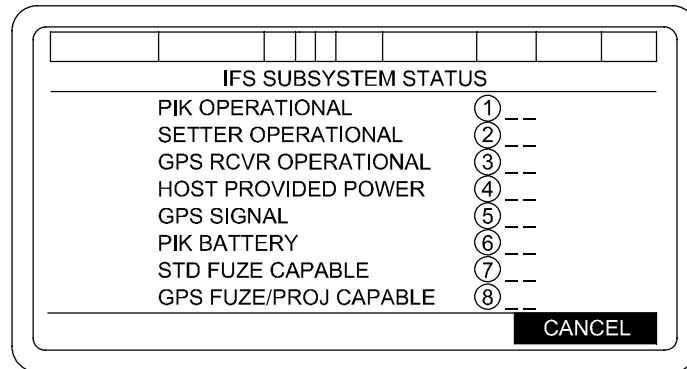 IFS SUBSYSTEM STATUS
PIK OPERATIONAL ① _ _
SETTER OPERATIONAL ② _ _
GPS RCVR OPERATIONAL ③ _ _
HOST PROVIDED POWER ④ _ _
GPS SIGNAL ⑤ _ _
PIK BATTERY ⑥ _ _
STD FUZE CAPABLE ⑦ _ _
GPS FUZE/PROJ CAPABLE ⑧ _ _
CANCEL